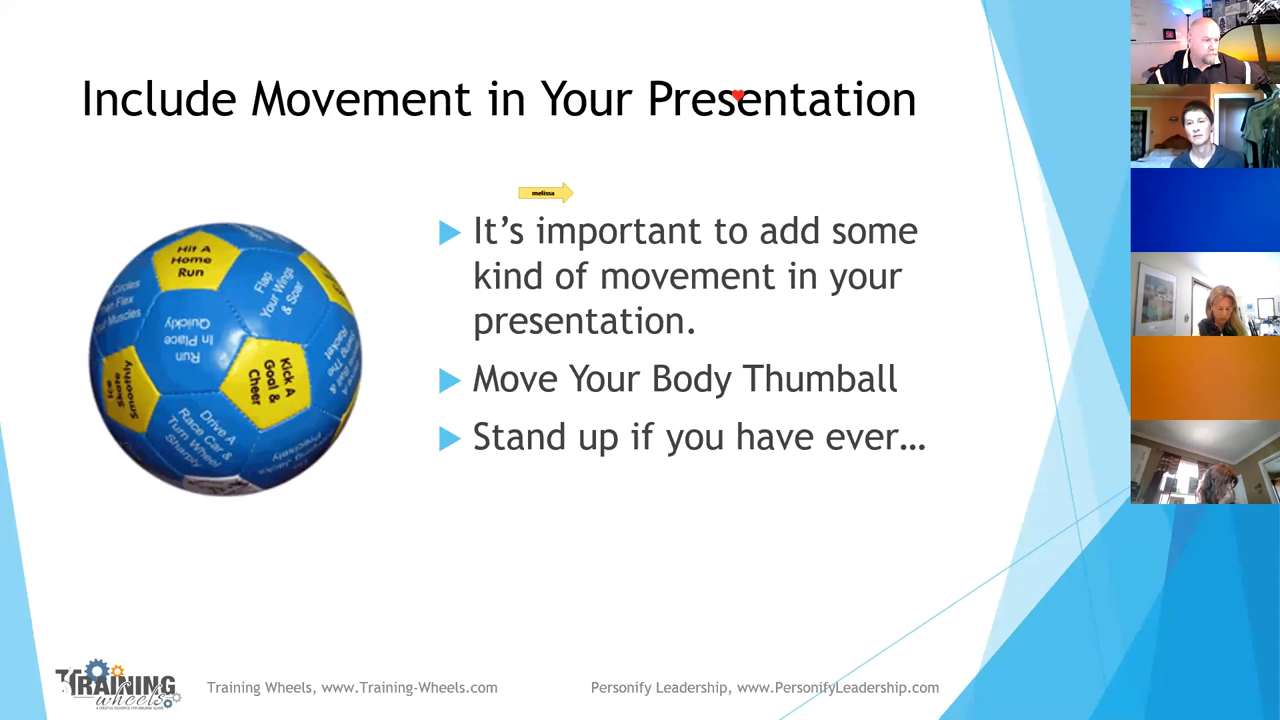 Include Movement in Your Presentation
melissa
It's important to add some
kind of movement in your
presentation.
Move Your Body Thumball
Stand up if you have ever…
Hit A
Home
Run
Flap
Your Wings
& Soar
Circles
Flex
Muscles
Run
In Place
Quickly
Kick A
Goal &
Cheer
Ice
Skate
Smoothly
Drive A
Race Car &
Turn Wheel
Sharply
TRAINING
wheels
Training Wheels, www.Training-Wheels.com
Personify Leadership, www.PersonifyLeadership.com